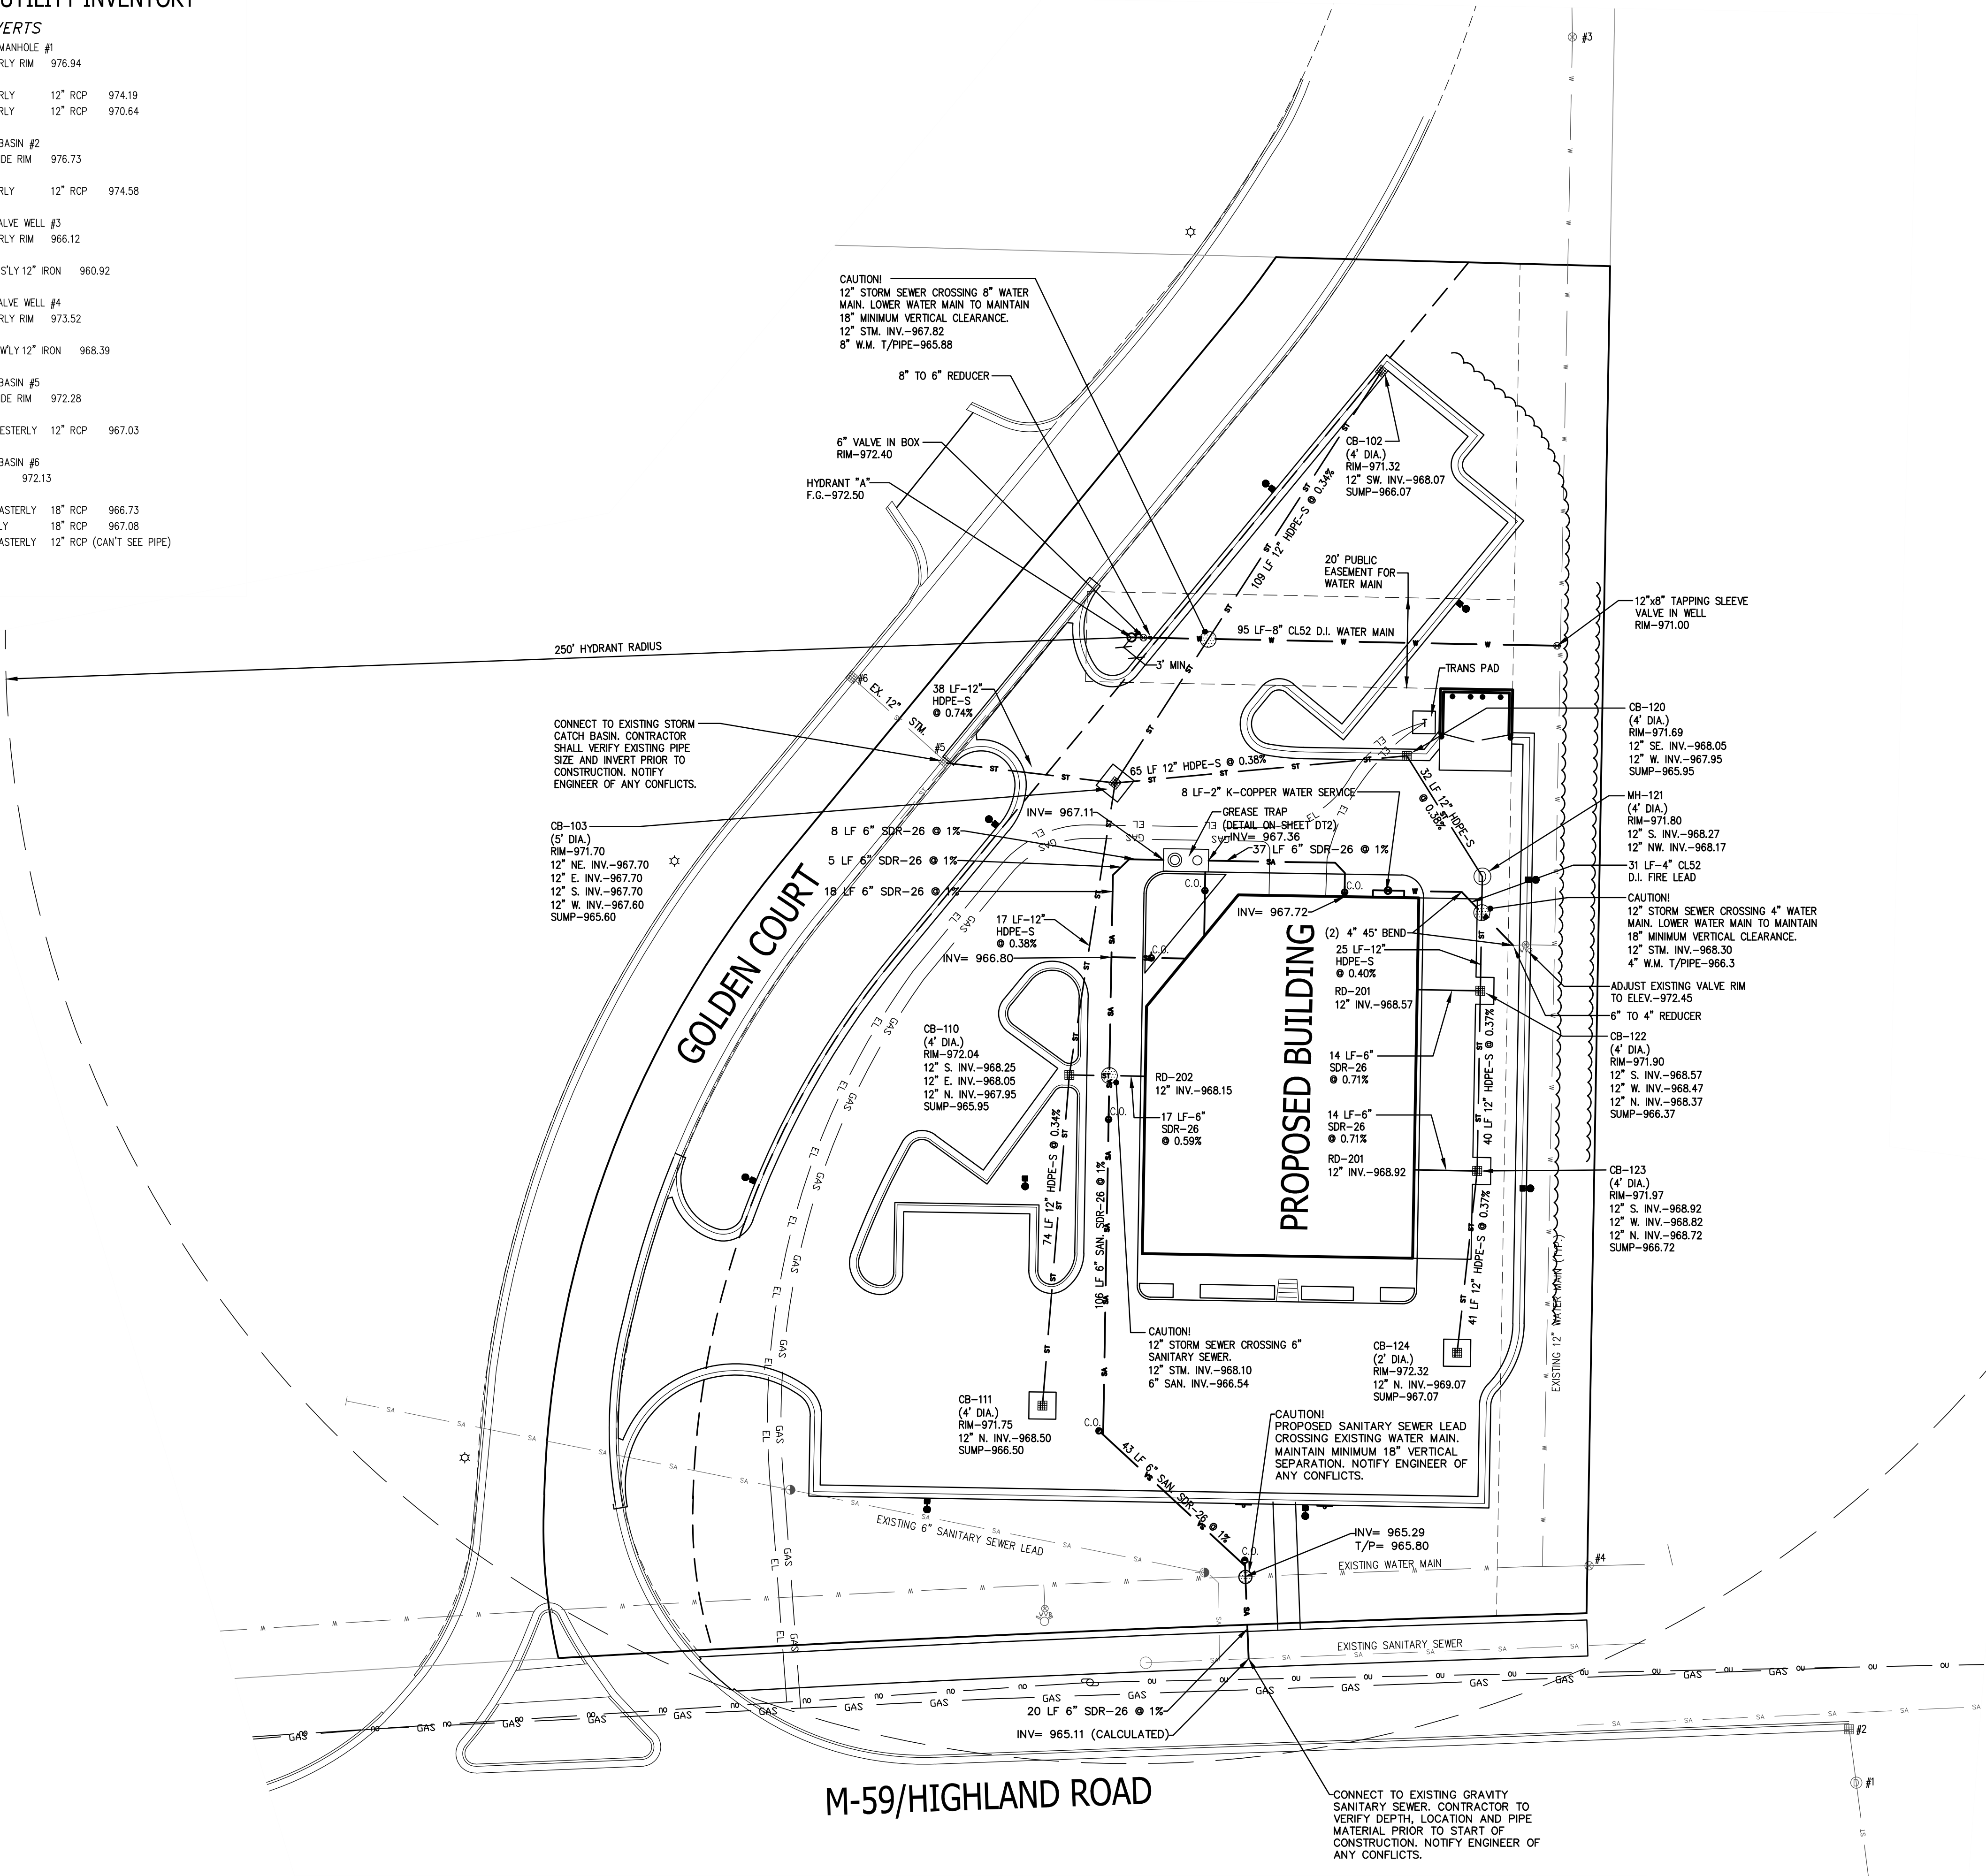 UTILITY INVENTORY
VERTS
MANHOLE #1
RLY RIM 976.94
RLY 12" RCP 974.19
RLY 12" RCP 970.64
BASIN #2
DE RIM 976.73
RLY 12" RCP 974.58
ALVE WELL #3
RLY RIM 966.12
S'LY 12" IRON 960.92
ALVE WELL #4
RLY RIM 973.52
W'LY 12" IRON 968.39
BASIN #5
DE RIM 972.28
ESTERLY 12" RCP 967.03
BASIN #6
972.13
ASTERLY 18" RCP 966.73
LY 18" RCP 967.08
ASTERLY 12" RCP (CAN'T SEE PIPE)
#3
CAUTION!
12" STORM SEWER CROSSING 8" WATER
MAIN. LOWER WATER MAIN TO MAINTAIN
18" MINIMUM VERTICAL CLEARANCE.
12" STM. INV.-967.82
8" W.M. T/PIPE-965.88
8" TO 6" REDUCER
6" VALVE IN BOX
RIM-972.40
HYDRANT "A"
F.G.-972.50
CB-102
(4' DIA.)
RIM-971.32
12" SW. INV.-968.07
SUMP-966.07
109 LF 12" HDPE-S @ 0.34%
20' PUBLIC
EASEMENT FOR
WATER MAIN
12"x8" TAPPING SLEEVE
VALVE IN WELL
RIM-971.00
95 LF-8" CL52 D.I. WATER MAIN
250' HYDRANT RADIUS
3' MIN.
TRANS PAD
T
#6
EX. 12" STM.
#5
38 LF-12"
HDPE-S
@ 0.74%
CONNECT TO EXISTING STORM
CATCH BASIN. CONTRACTOR
SHALL VERIFY EXISTING PIPE
SIZE AND INVERT PRIOR TO
CONSTRUCTION. NOTIFY
ENGINEER OF ANY CONFLICTS.
65 LF 12" HDPE-S @ 0.38%
CB-120
(4' DIA.)
RIM-971.69
12" SE. INV.-968.05
12" W. INV.-967.95
SUMP-965.95
32 LF 12" HDPE-S
@ 0.38%
8 LF-2" K-COPPER WATER SERVICE
GREASE TRAP
(DETAIL ON SHEET DT2)
INV= 967.11
INV= 967.36
37 LF 6" SDR-26 @ 1%
8 LF 6" SDR-26 @ 1%
5 LF 6" SDR-26 @ 1%
18 LF 6" SDR-26 @ 1%
MH-121
(4' DIA.)
RIM-971.80
12" S. INV.-968.27
12" NW. INV.-968.17
31 LF-4" CL52
D.I. FIRE LEAD
CB-103
(5' DIA.)
RIM-971.70
12" NE. INV.-967.70
12" E. INV.-967.70
12" S. INV.-967.70
12" W. INV.-967.60
SUMP-965.60
C.O.
C.O.
INV= 967.72
CAUTION!
12" STORM SEWER CROSSING 4" WATER
MAIN. LOWER WATER MAIN TO MAINTAIN
18" MINIMUM VERTICAL CLEARANCE.
12" STM. INV.-968.30
4" W.M. T/PIPE-966.3
17 LF-12"
HDPE-S
@ 0.38%
C.O.
INV= 966.80
(2) 4" 45° BEND
25 LF-12"
HDPE-S
@ 0.40%
RD-201
12" INV.-968.57
ADJUST EXISTING VALVE RIM
TO ELEV.-972.45
6" TO 4" REDUCER
GOLDEN COURT
PROPOSED BUILDING
CB-110
(4' DIA.)
RIM-972.04
12" S. INV.-968.25
12" E. INV.-968.05
12" N. INV.-967.95
SUMP-965.95
RD-202
12" INV.-968.15
17 LF-6"
SDR-26
@ 0.59%
C.O.
14 LF-6"
SDR-26
@ 0.71%
14 LF-6"
SDR-26
@ 0.71%
RD-201
12" INV.-968.92
40 LF 12" HDPE-S @ 0.37%
CB-122
(4' DIA.)
RIM-971.90
12" S. INV.-968.57
12" W. INV.-968.47
12" N. INV.-968.37
SUMP-966.37
CB-123
(4' DIA.)
RIM-971.97
12" S. INV.-968.92
12" W. INV.-968.82
12" N. INV.-968.72
SUMP-966.72
74 LF 12" HDPE-S @ 0.34%
106 LF 6" SAN. SDR-26 @ 1%
41 LF 12" HDPE-S @ 0.37%
EXISTING 12" WATER MAIN (TYP.)
CAUTION!
12" STORM SEWER CROSSING 6"
SANITARY SEWER.
12" STM. INV.-968.10
6" SAN. INV.-966.54
CB-124
(2' DIA.)
RIM-972.32
12" N. INV.-969.07
SUMP-967.07
CB-111
(4' DIA.)
RIM-971.75
12" N. INV.-968.50
SUMP-966.50
C.O.
CAUTION!
PROPOSED SANITARY SEWER LEAD
CROSSING EXISTING WATER MAIN.
MAINTAIN MINIMUM 18" VERTICAL
SEPARATION. NOTIFY ENGINEER OF
ANY CONFLICTS.
43 LF 6" SAN. SDR-26 @ 1%
EXISTING 6" SANITARY SEWER LEAD
INV= 965.29
T/P= 965.80
C.O.
EXISTING WATER MAIN
#4
EXISTING SANITARY SEWER
20 LF 6" SDR-26 @ 1%
INV= 965.11 (CALCULATED)
#2
#1
M-59/HIGHLAND ROAD
CONNECT TO EXISTING GRAVITY
SANITARY SEWER. CONTRACTOR TO
VERIFY DEPTH, LOCATION AND PIPE
MATERIAL PRIOR TO START OF
CONSTRUCTION. NOTIFY ENGINEER OF
ANY CONFLICTS.